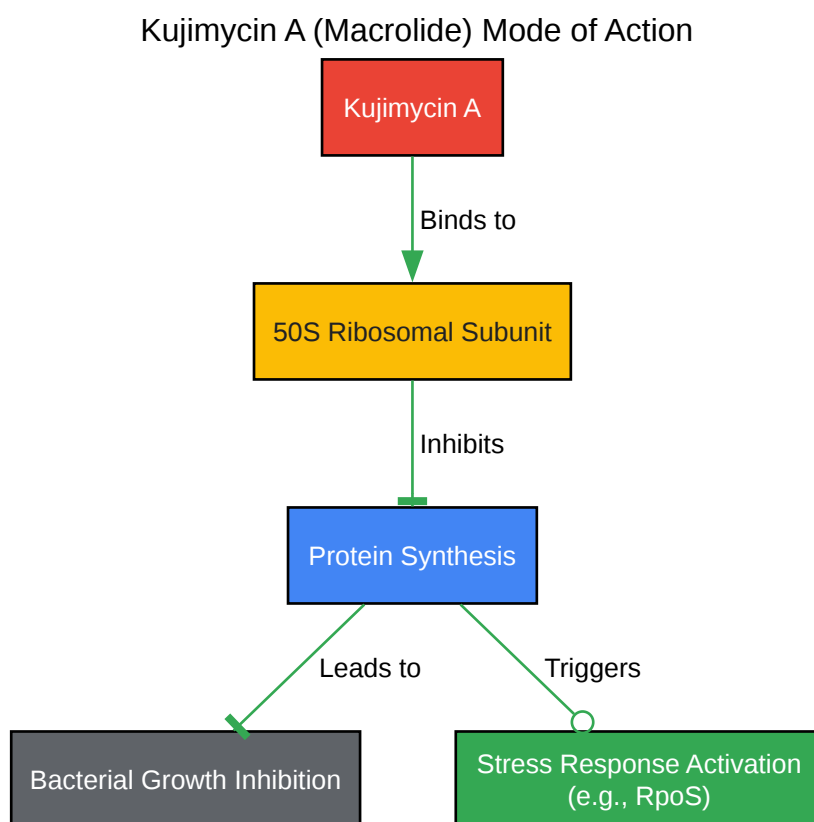 Kujimycin A (Macrolide) Mode of Action
Kujimycin A
Binds to
50S Ribosomal Subunit
Inhibits
Protein Synthesis
Leads to
Triggers
Bacterial Growth Inhibition
Stress Response Activation
(e.g., RpoS)